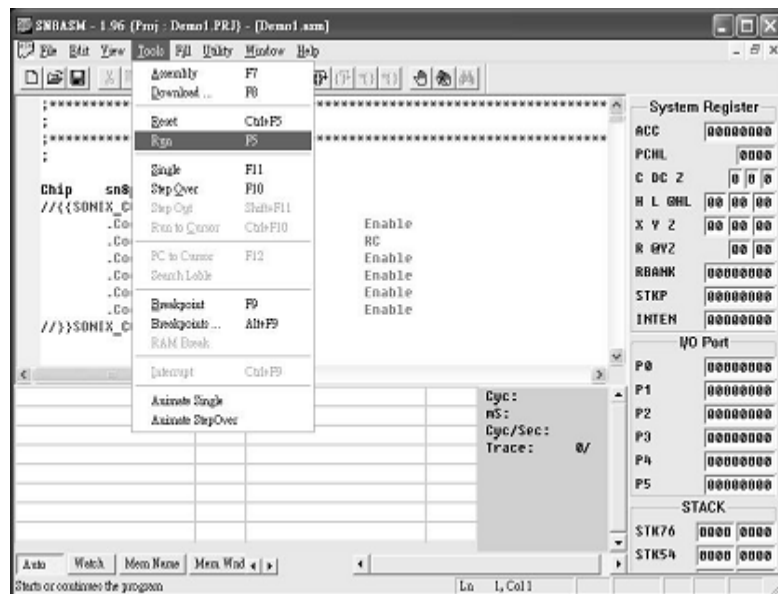 SN8ASM - 1.96 {Proj : Demo1.PRJ} - [Demo1.asm]
File Edit View Tools Fill Utility Window Help
Assembly F7
Download ... F8
Reset Ctrl+F5
Run F5
Single F11
Step Over F10
Step Out Shift+F11
Run to Cursor Ctrl+F10
PC to Cursor F12
Search Lable
Breakpoint F9
Breakpoints ... Alt+F9
RAM Break
Interrupt Ctrl+F9
Animate Single
Animate StepOver
;
;
Chip sn8
//{{SONIX_C
.Co Enable
.Co RC
.Co Enable
.Co Enable
.Co Enable
.Co Enable
//}}SONIX_C
Cyc:
mS:
Cyc/Sec:
Trace: 0/
System Register
ACC 00000000
PCHL 0000
C DC Z 0 0 0
H L @HL 00 00 00
X Y Z 00 00 00
R @YZ 00 00
RBANK 00000000
STKP 00000000
INTEN 00000000
I/O Port
P0 00000000
P1 00000000
P2 00000000
P3 00000000
P4 00000000
P5 00000000
STACK
STK76 0000 0000
STK54 0000 0000
Auto Watch Mem Name Mem Wnd
Starts or continues the program Ln 1, Col 1